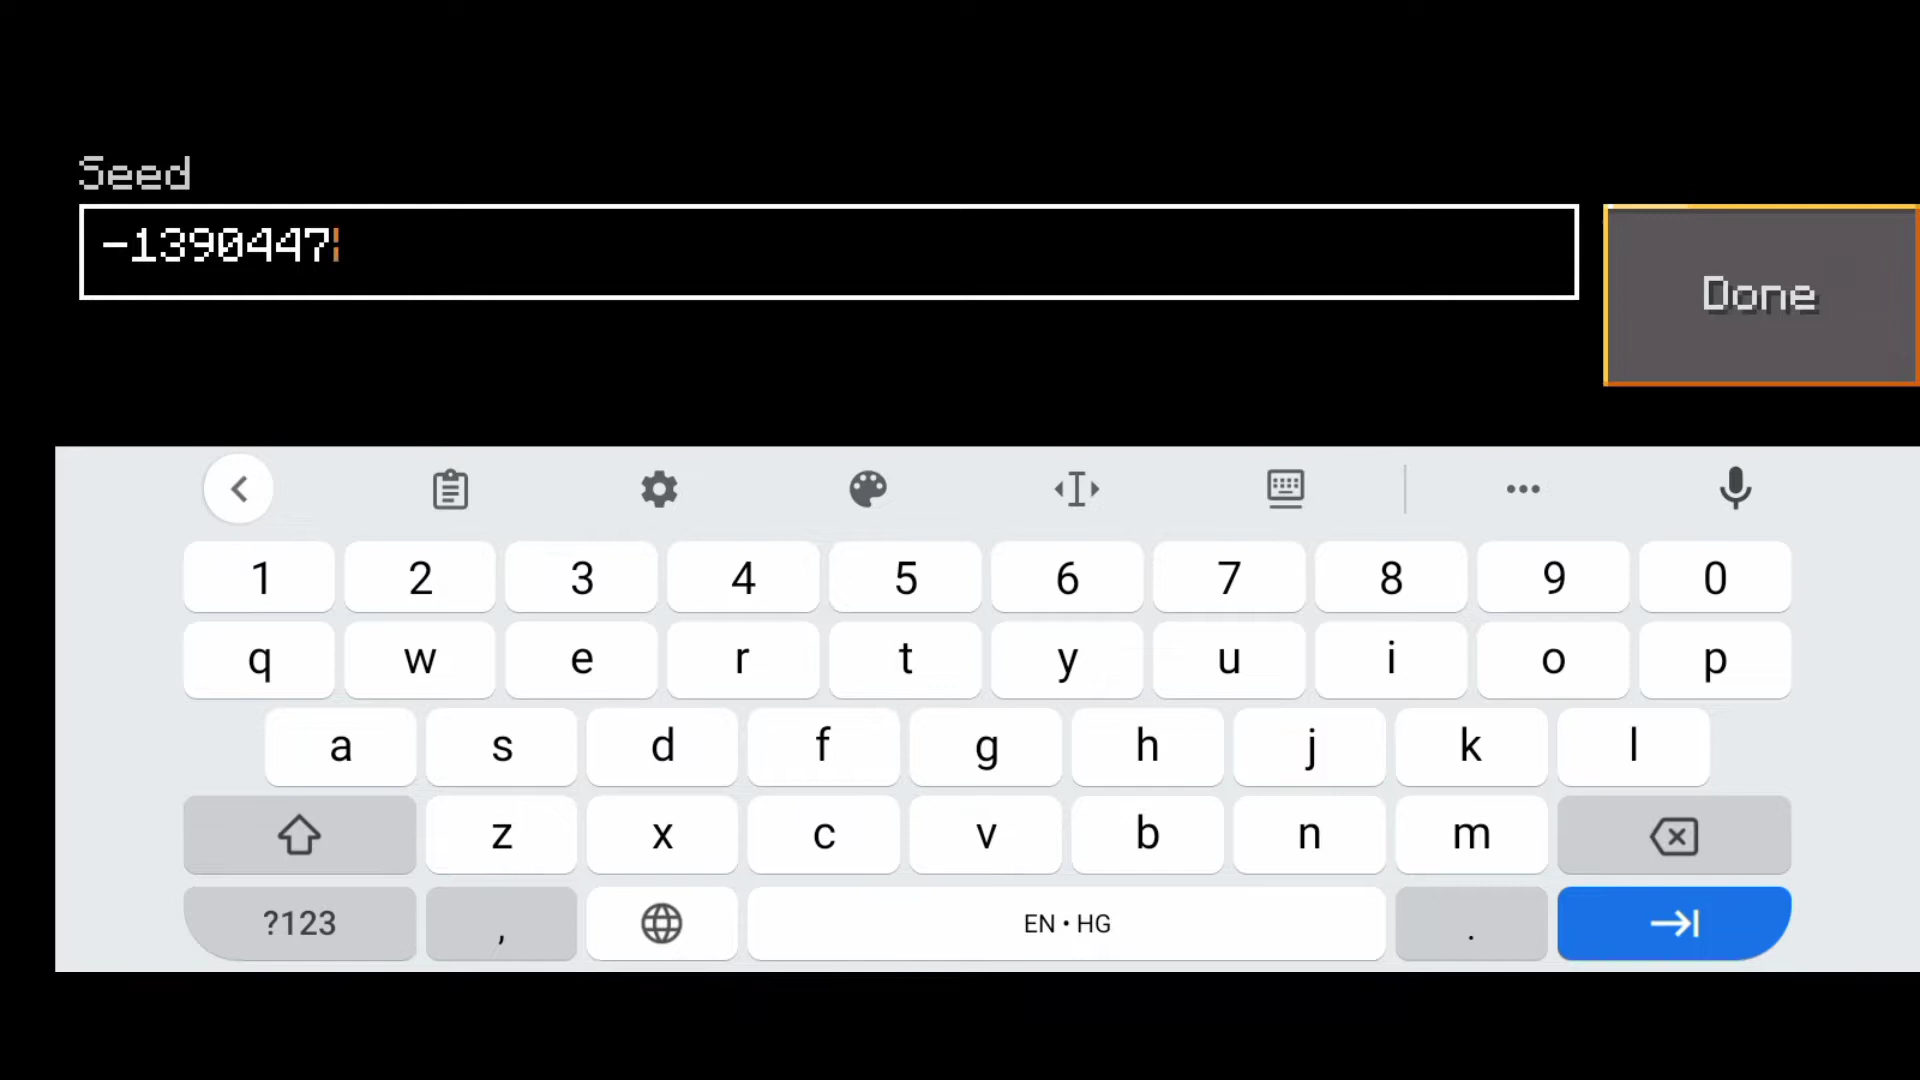 Seed
-1390447
Done
1 2 3 4 5 6 7 8 9 0
q w e r t y u i o p
a s d f g h j k l
z x c v b n m
?123 , EN • HG .